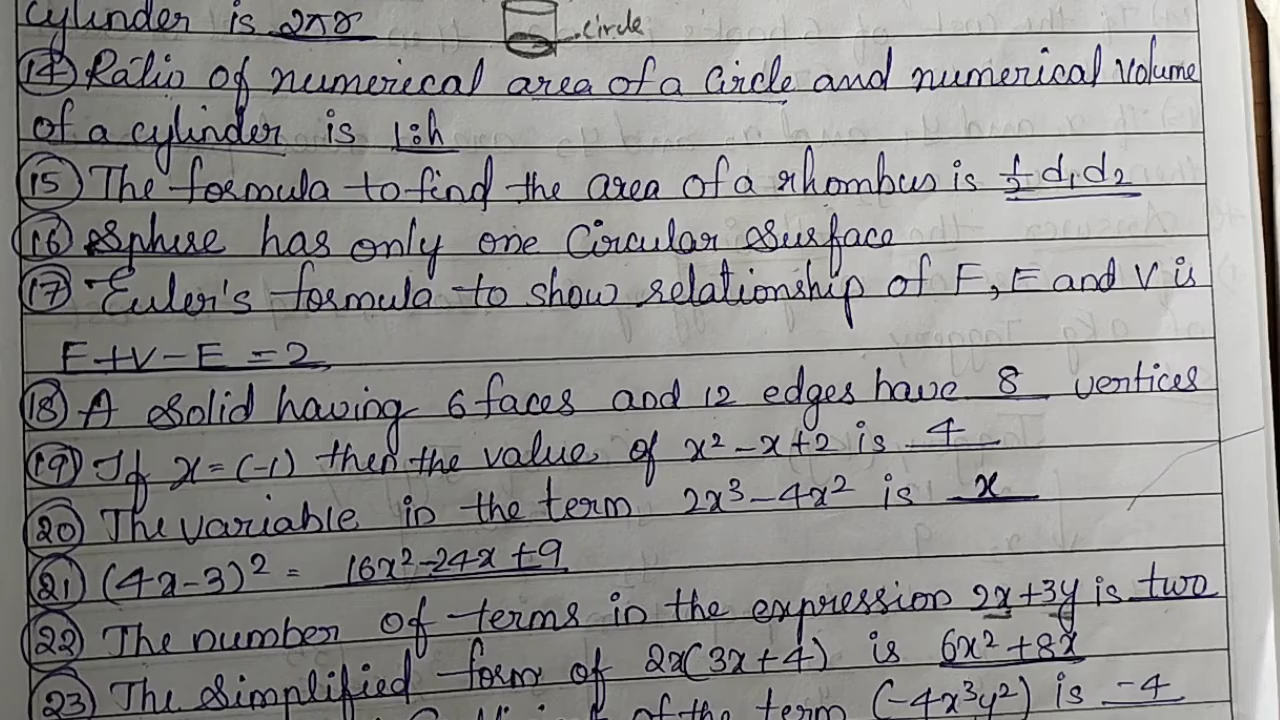 cylinder is 2πr
circle
14 Ratio of numerical area of a Circle and numerical Volume
of a cylinder is 1:h
15 The formula to find the area of a rhombus is 1/2 d₁d₂
16 Sphere has only one Circular Surface
17 Euler's formula to show relationship of F, E and V is
F+V-E=2
18 A Solid having 6 faces and 12 edges have 8 vertices
19 If x=(-1) then the value of x²-x+2 is 4
20 The variable in the term 2x³-4x² is x
21 (4x-3)² = 16x²-24x+9
22 The number of terms in the expression 2x+3y is two
23 The Simplified form of 2x(3x+4) is 6x²+8x
of the term (-4x³y²) is -4